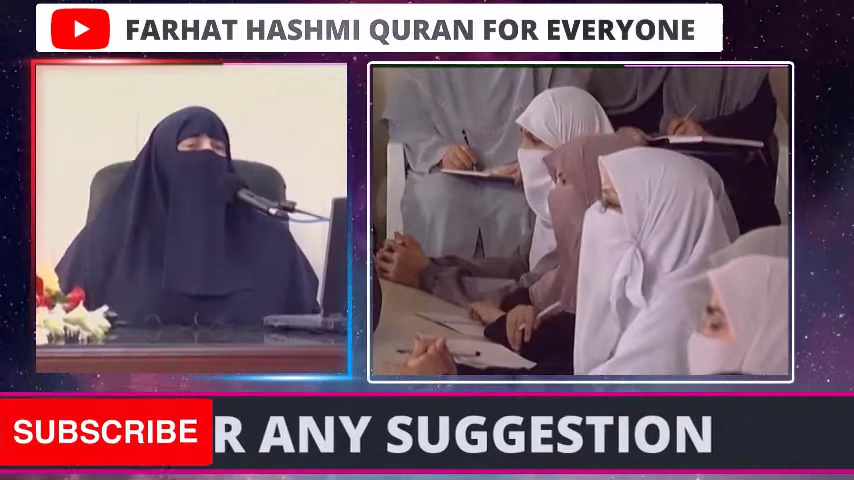 FARHAT HASHMI QURAN FOR EVERYONE
SUBSCRIBE
R ANY SUGGESTION